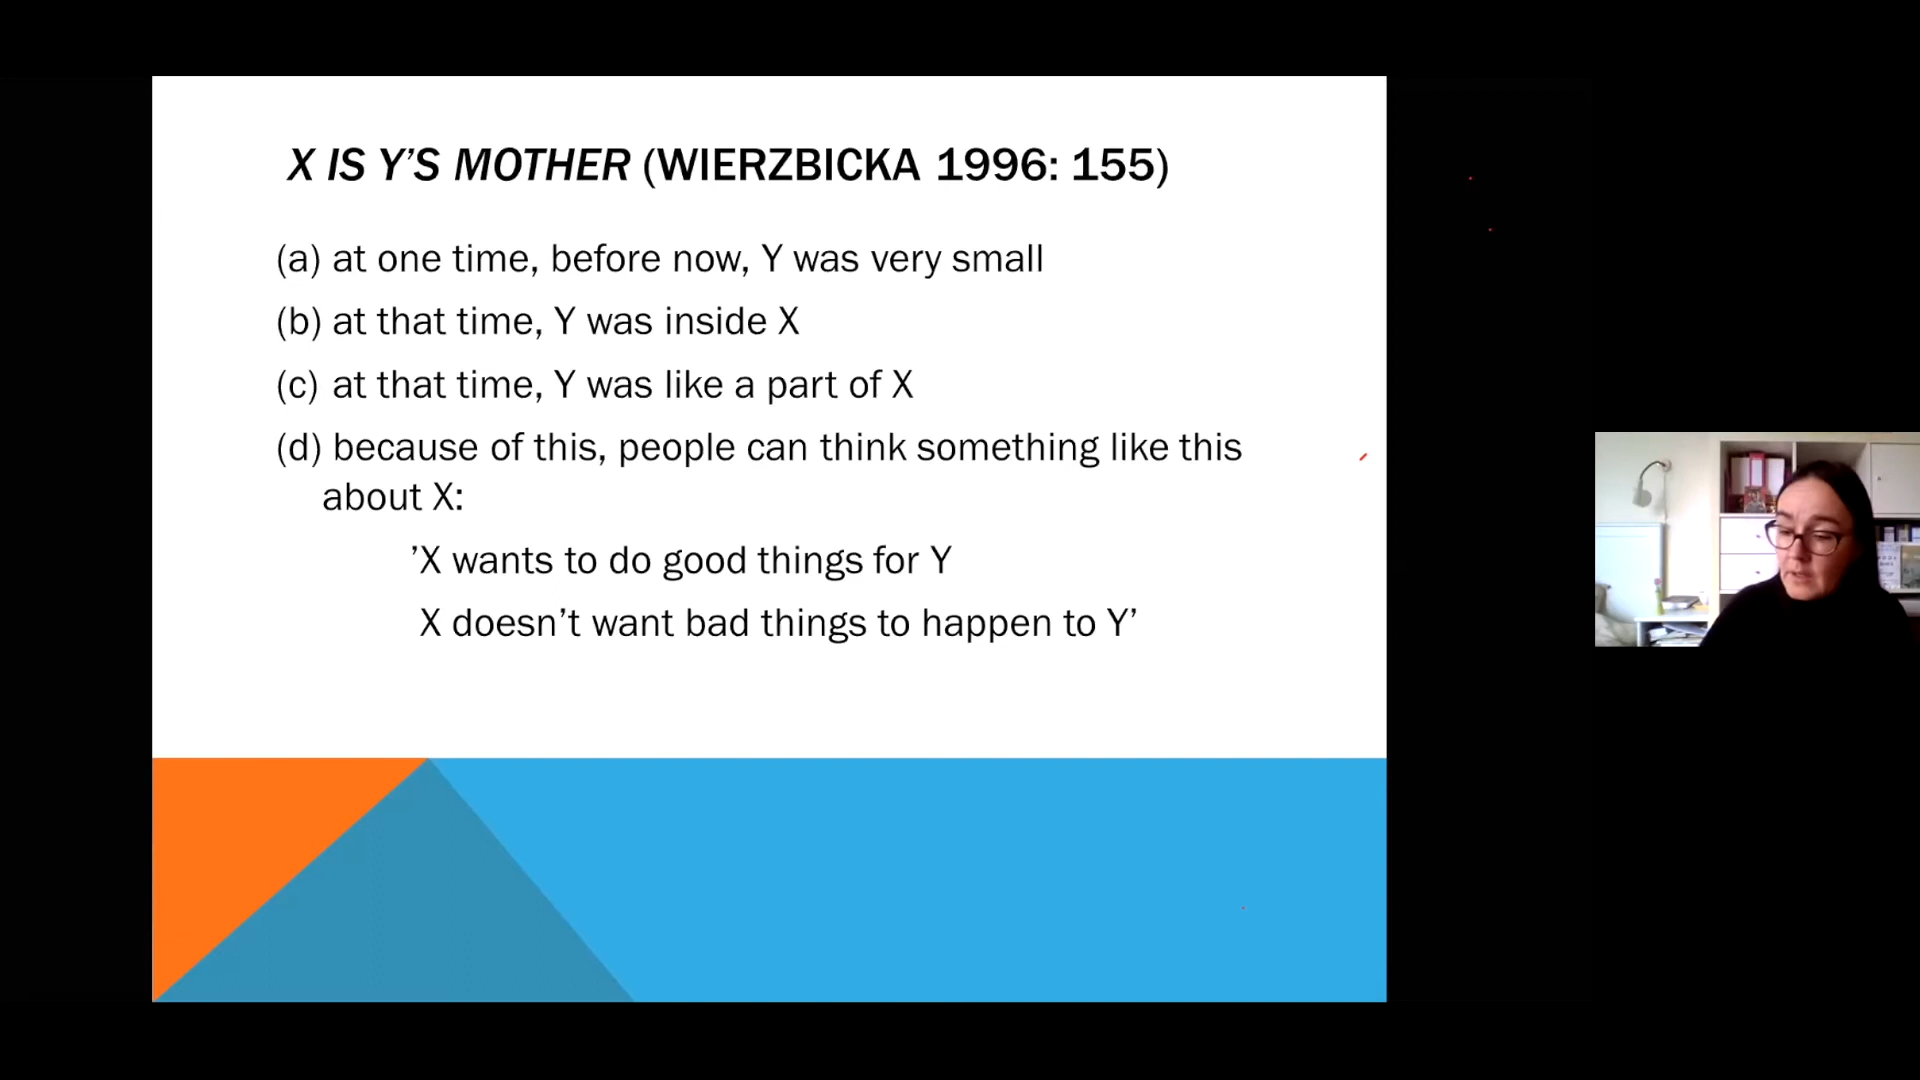 X IS Y’S MOTHER (WIERZBICKA 1996: 155)
(a) at one time, before now, Y was very small
(b) at that time, Y was inside X
(c) at that time, Y was like a part of X
(d) because of this, people can think something like this
about X:
’X wants to do good things for Y
X doesn’t want bad things to happen to Y’